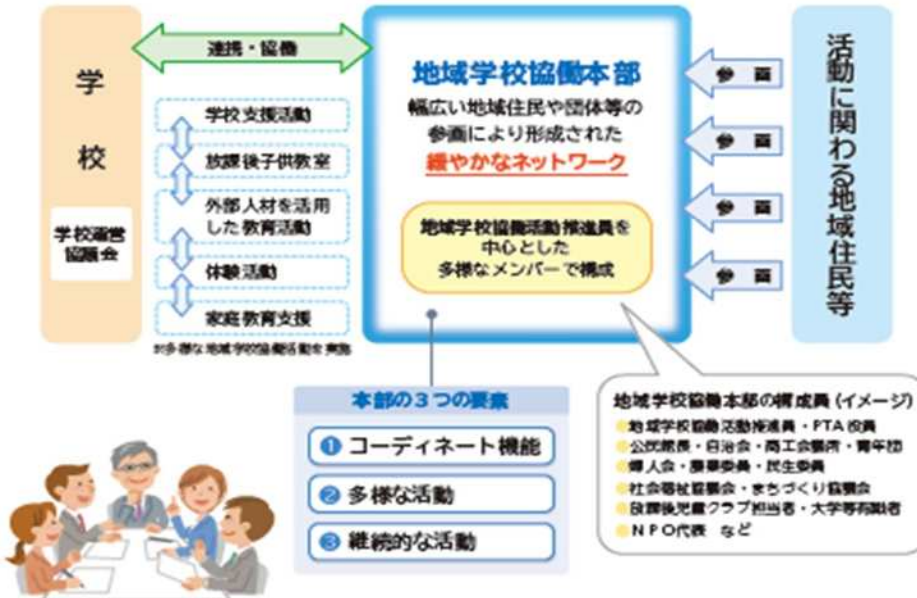 学校
学校運営
協議会
連携・協働
学校支援活動
放課後子供教室
外部人材を活用
した教育活動
体験活動
家庭教育支援
※多様な地域学校協働活動を実施
地域学校協働本部
幅広い地域住民や団体等の
参画により形成された
緩やかなネットワーク
地域学校協働活動推進員を
中心とした
多様なメンバーで構成
参画
参画
参画
参画
活動に関わる地域住民等
本部の3つの要素
❶ コーディネート機能
❷ 多様な活動
❸ 継続的な活動
地域学校協働本部の構成員(イメージ)
地域学校協働活動推進員・PTA役員
公民館長・自治会・商工会議所・青年団
婦人会・農業委員・民生委員
社会福祉協議会・まちづくり協議会
放課後児童クラブ担当者・大学等有識者
NPO代表 など